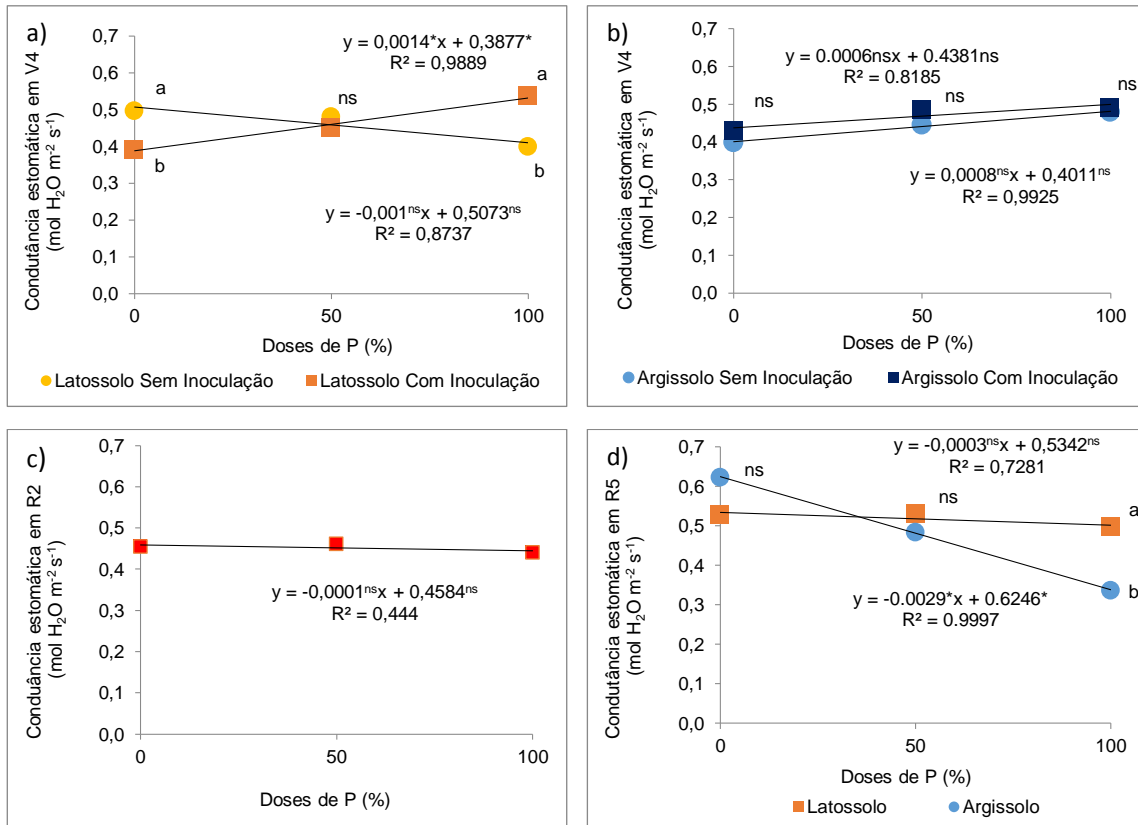 a)
Condutância estomática em V4
(mol H₂O m⁻² s⁻¹)
0,7
0,6
0,5
0,4
0,3
0,2
0,1
0,0
y = 0,0014*x + 0,3877*
R² = 0,9889
a
ns
a
b
b
y = -0,001ⁿˢx + 0,5073ⁿˢ
R² = 0,8737
0 50 100
Doses de P (%)
Latossolo Sem Inoculação Latossolo Com Inoculação
b)
Condutância estomática em V4
(mol H₂O m⁻² s⁻¹)
0,7
0,6
0,5
0,4
0,3
0,2
0,1
0,0
y = 0.0006nsx + 0.4381ns
R² = 0.8185
ns
ns
ns
y = 0,0008ⁿˢx + 0,4011ⁿˢ
R² = 0,9925
0 50 100
Doses de P (%)
Argissolo Sem Inoculação Argissolo Com Inoculação
c)
Conduância estomática em R2
(mol H₂O m⁻² s⁻¹)
0,7
0,6
0,5
0,4
0,3
0,2
0,1
0,0
y = -0,0001ⁿˢx + 0,4584ⁿˢ
R² = 0,444
0 50 100
Doses de P (%)
d)
Condutância estomática em R5
(mol H₂O m⁻² s⁻¹)
0,7
0,6
0,5
0,4
0,3
0,2
0,1
0,0
y = -0,0003ⁿˢx + 0,5342ⁿˢ
R² = 0,7281
ns
ns
a
b
y = -0.0029*x + 0.6246*
R² = 0.9997
0 50 100
Doses de P (%)
Latossolo Argissolo